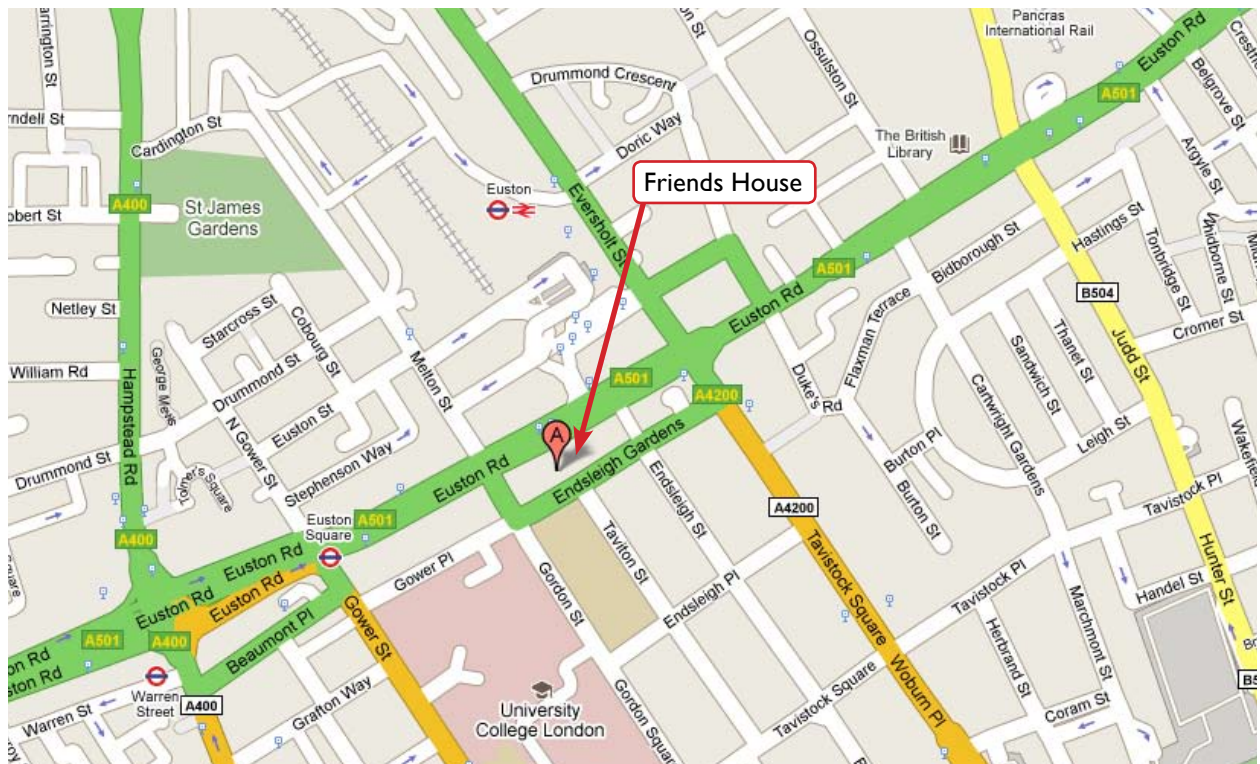 Pancras
International Rail
Euston Rd
Crestfi
Belgrove St
A501
Argyle St
arrington St
Drummond Crescent
Ossulston St
rndell St
Cardington St
Doric Way
The British
Library
Friends House
Euston
Eversholt St
A400
St James
Gardens
obert St
Hastings St
Tonbridge St
Whidborne St
Bidborough St
A501
B504
Netley St
Starcross St
Cobourg St
Euston Rd
Flaxman Terrace
Thanet St
Sandwich St
Cromer St
Judd St
William Rd
George Mews
Drummond St
Melton St
A501
A4200
Duke's Rd
Cartwright Gardens
Leigh St
Hampstead Rd
N Gower St
Euston St
A
Endsleigh Gardens
Burton Pl
Burton St
Drummond St
Stephenson Way
Euston Rd
Endsleigh St
Tavistock Pl
Euston
Square
A501
A4200
A400
Euston Rd
Euston Rd
Euston Rd
Gower Pl
Taviton St
Gordon St
Endsleigh Pl
Tavistock Square
Tavistock Pl
Handel St
Hunter St
Marchmont St
Herbrand St
A501
A400
Beaumont Pl
Gower St
on Rd
ston Rd
Warren
Street
Warren St
A400
Grafton Way
University
College London
Gordon Square
Tavistock Square
Woburn Pl
Coram St